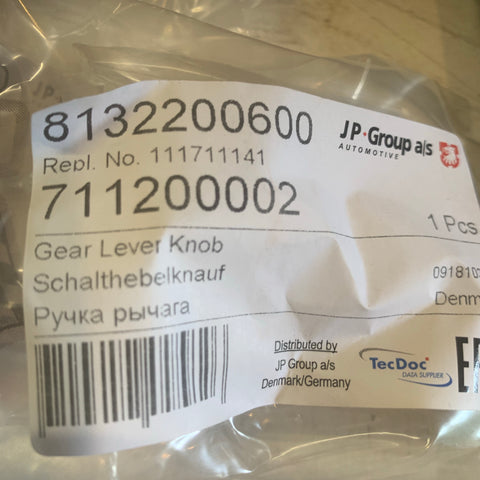 8132200600
JP Group a/s
AUTOMOTIVE
Repl. No. 111711141
711200002
1 Pcs
Gear Lever Knob
Schalthebelknauf
Ручка рычага
Distributed by
JP Group a/s
Denmark/Germany
TecDoc
DATA SUPPLIER